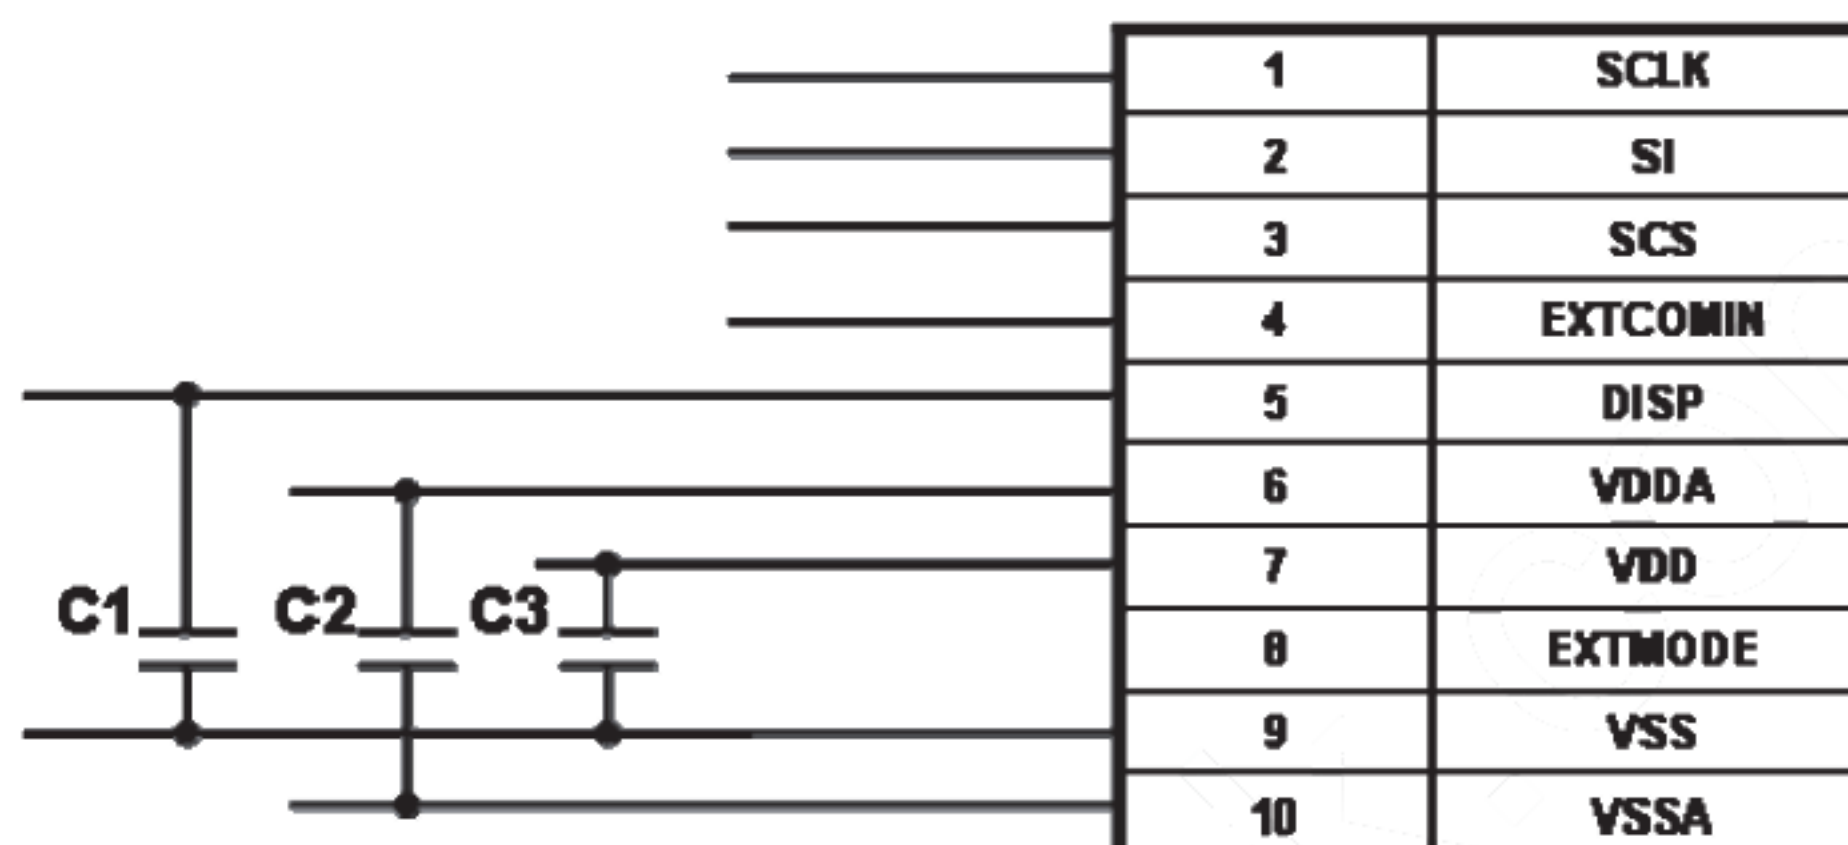 1 SCLK
2 SI
3 SCS
4 EXTCOMIN
5 DISP
6 VDDA
7 VDD
8 EXTMODE
9 VSS
10 VSSA
C1 C2 C3